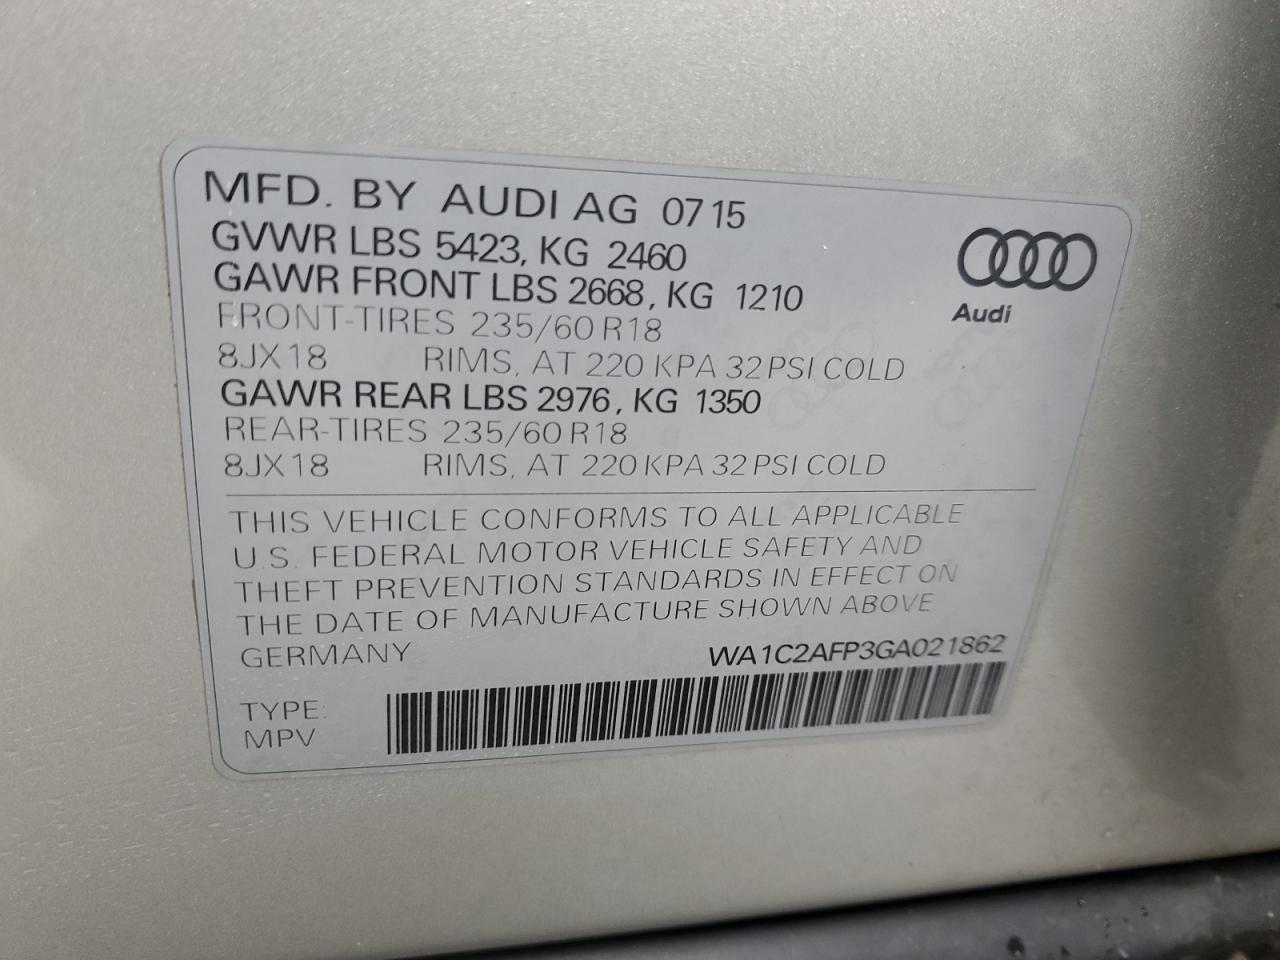 MFD. BY AUDI AG 07 15
GVWR LBS 5423, KG 2460
GAWR FRONT LBS 2668, KG 1210
FRONT-TIRES 235/60 R18
8JX18 RIMS, AT 220 KPA 32 PSI COLD
GAWR REAR LBS 2976, KG 1350
REAR-TIRES 235/60 R18
8JX18 RIMS, AT 220 KPA 32 PSI COLD
Audi
THIS VEHICLE CONFORMS TO ALL APPLICABLE
U.S. FEDERAL MOTOR VEHICLE SAFETY AND
THEFT PREVENTION STANDARDS IN EFFECT ON
THE DATE OF MANUFACTURE SHOWN ABOVE
GERMANY WA1C2AFP3GA021862
TYPE:
MPV